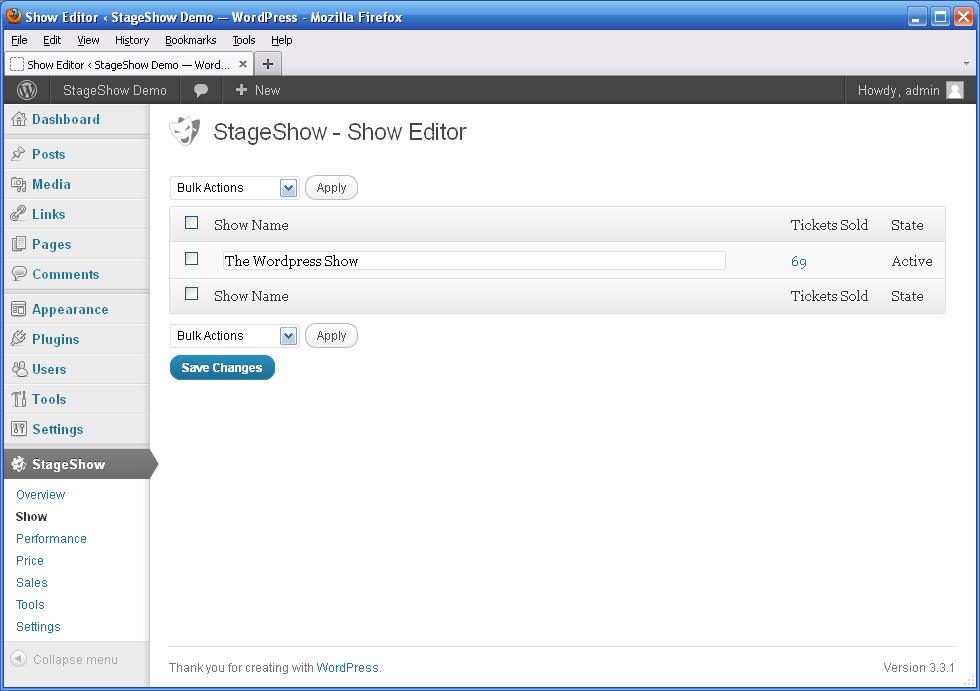 Show Editor ‹ StageShow Demo — WordPress - Mozilla Firefox
File Edit View History Bookmarks Tools Help
Show Editor ‹ StageShow Demo — Word...
StageShow Demo New Howdy, admin
Dashboard
Posts
Media
Links
Pages
Comments
Appearance
Plugins
Users
Tools
Settings
StageShow
Overview
Show
Performance
Price
Sales
Tools
Settings
Collapse menu
StageShow - Show Editor
Bulk Actions Apply
Show Name Tickets Sold State
The Wordpress Show 69 Active
Show Name Tickets Sold State
Bulk Actions Apply
Save Changes
Thank you for creating with WordPress. Version 3.3.1